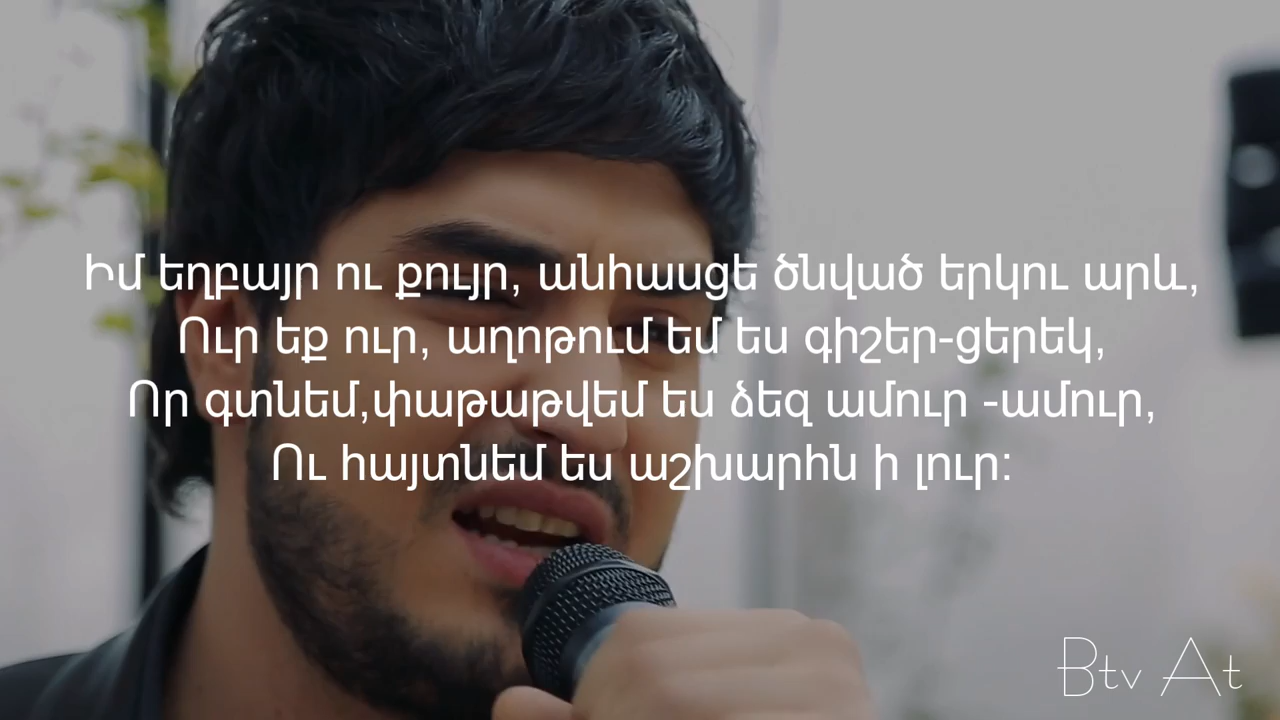 Իմ եղբայր ու քույր, անհասցե ծնված երկու արև,
Ուր եք ուր, աղոթում եմ ես գիշեր-ցերեկ,
Որ գտնեմ,փաթաթվեմ ես ձեզ ամուր -ամուր,
Ու հայտնեմ ես աշխարհն ի լուր:
Btv At